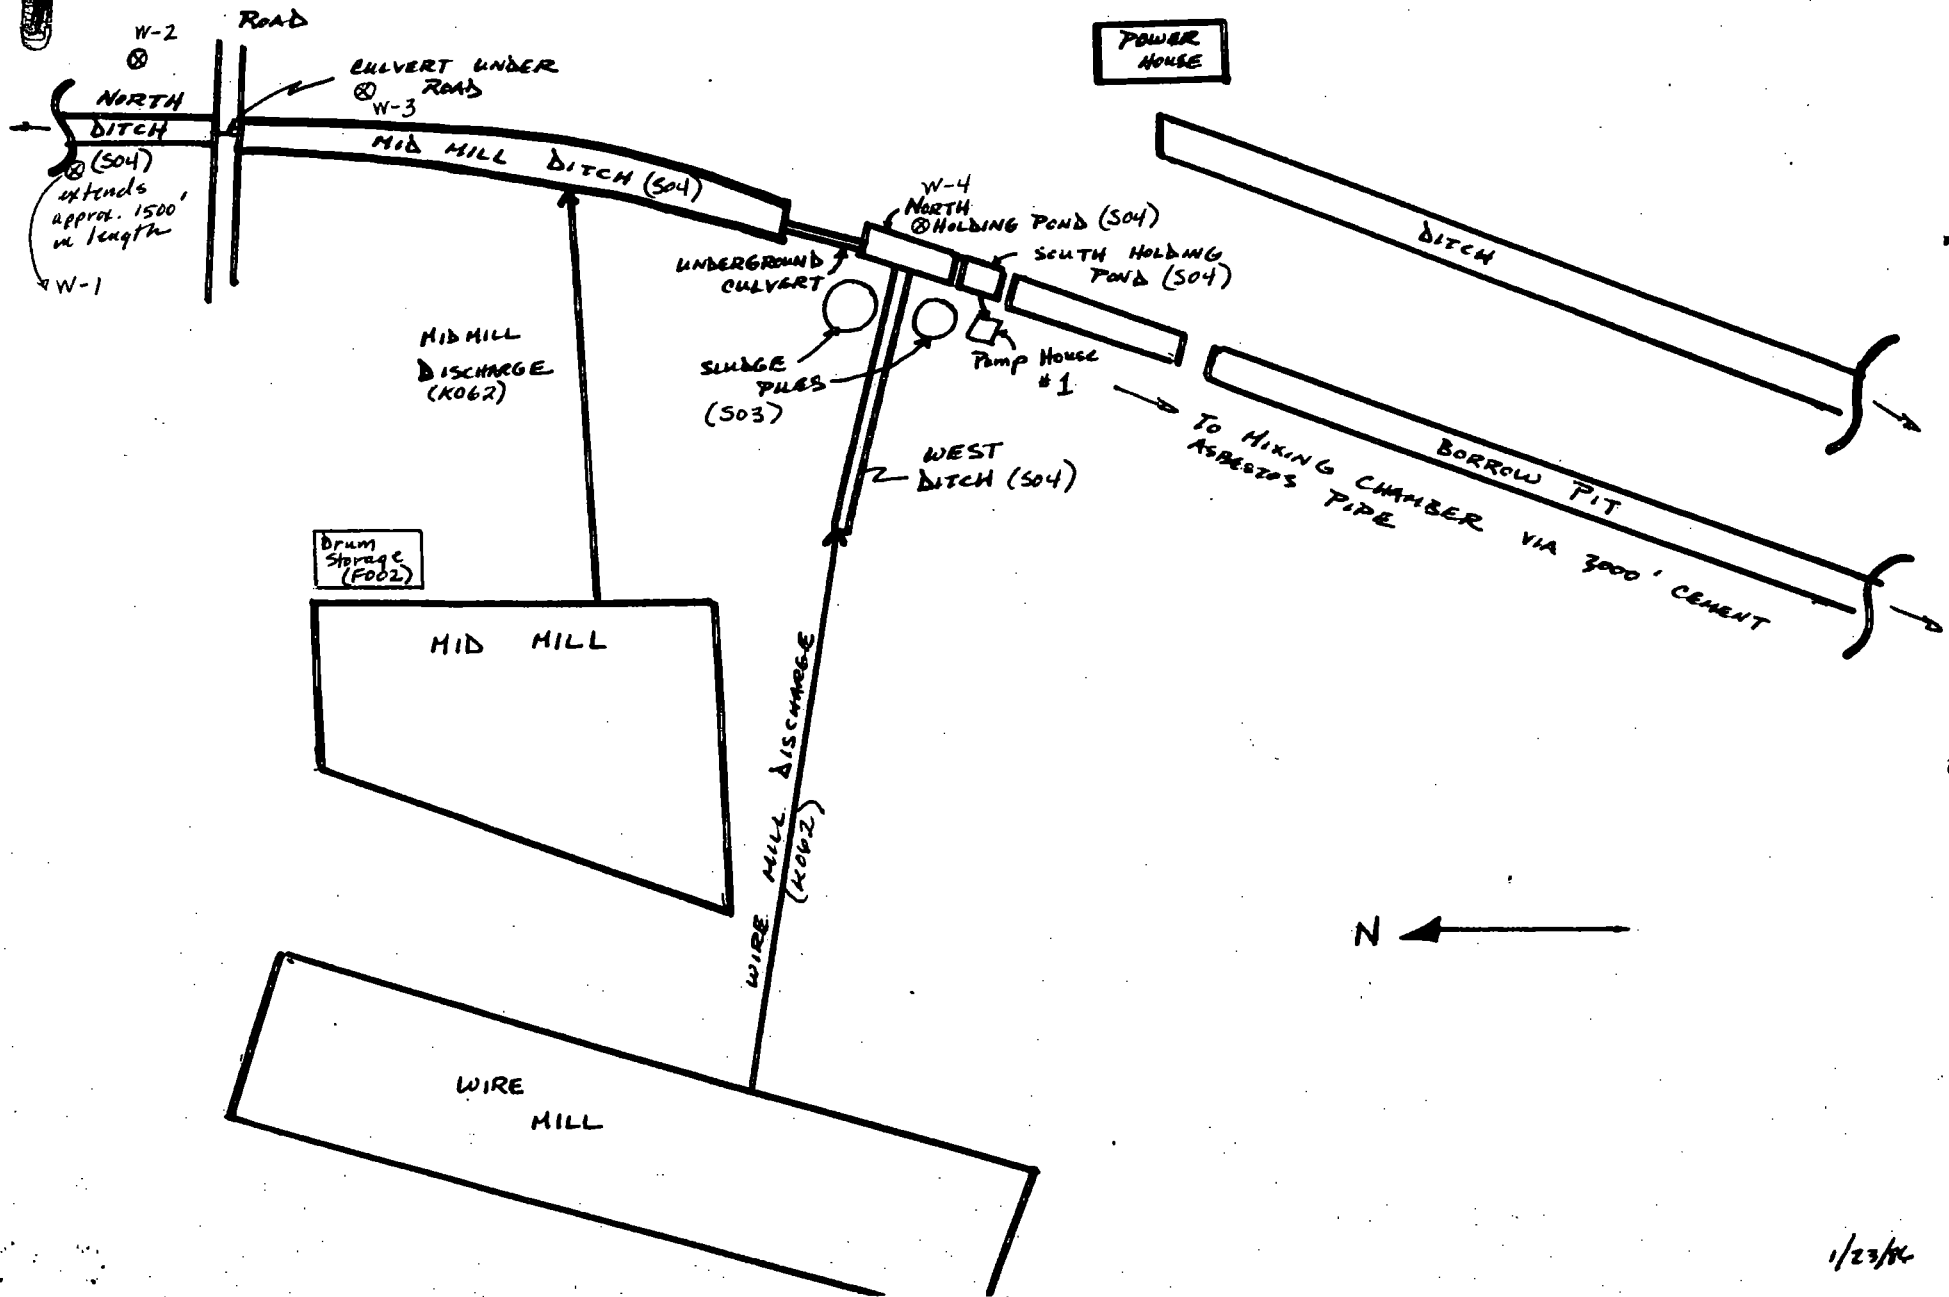 ROAD
W-2
CULVERT UNDER
ROAD
W-3
NORTH
DITCH
(S04)
extends
approx. 1500'
in length
W-1
MID MILL DITCH (S04)
POWER
HOUSE
W-4
NORTH
HOLDING POND (S04)
SOUTH HOLDING
POND (S04)
UNDERGROUND
CULVERT
DITCH
MID MILL
DISCHARGE
(K062)
SLUDGE
PILES
(S03)
Pump House
#1
TO MIXING CHAMBER VIA 3000' CEMENT
ASBESTOS PIPE
BORROW PIT
WEST
DITCH (S04)
Drum
Storage
(F002)
MID MILL
WIRE MILL DISCHARGE
(K062)
N
WIRE
MILL
1/23/86